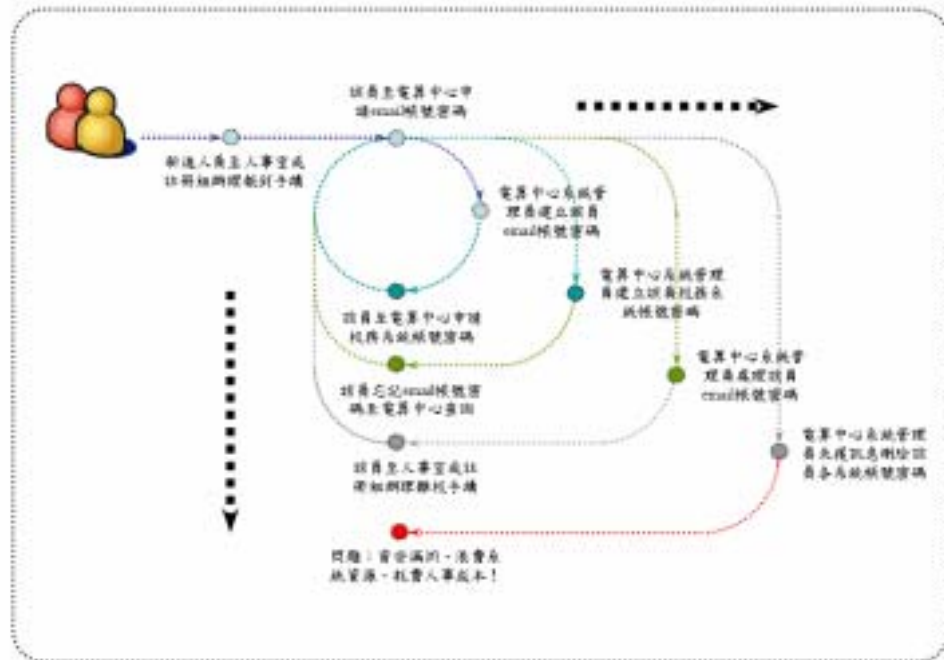 該員至電算中心申
請email帳號密碼
新進人員至人事室或
註冊組辦理報到手續
電算中心系統管
理員建立該員
email帳號密碼
電算中心系統管理
員建立該員校務系
統帳號密碼
該員至電算中心申請
校務系統帳號密碼
電算中心系統管
理員處理該員
email帳號密碼
該員忘記email帳號密
碼至電算中心查詢
電算中心系統管理
員未獲訊息刪除該
員各系統帳號密碼
該員至人事室或註
冊組辦理離校手續
問題：資安漏洞、浪費系
統資源、耗費人事成本！